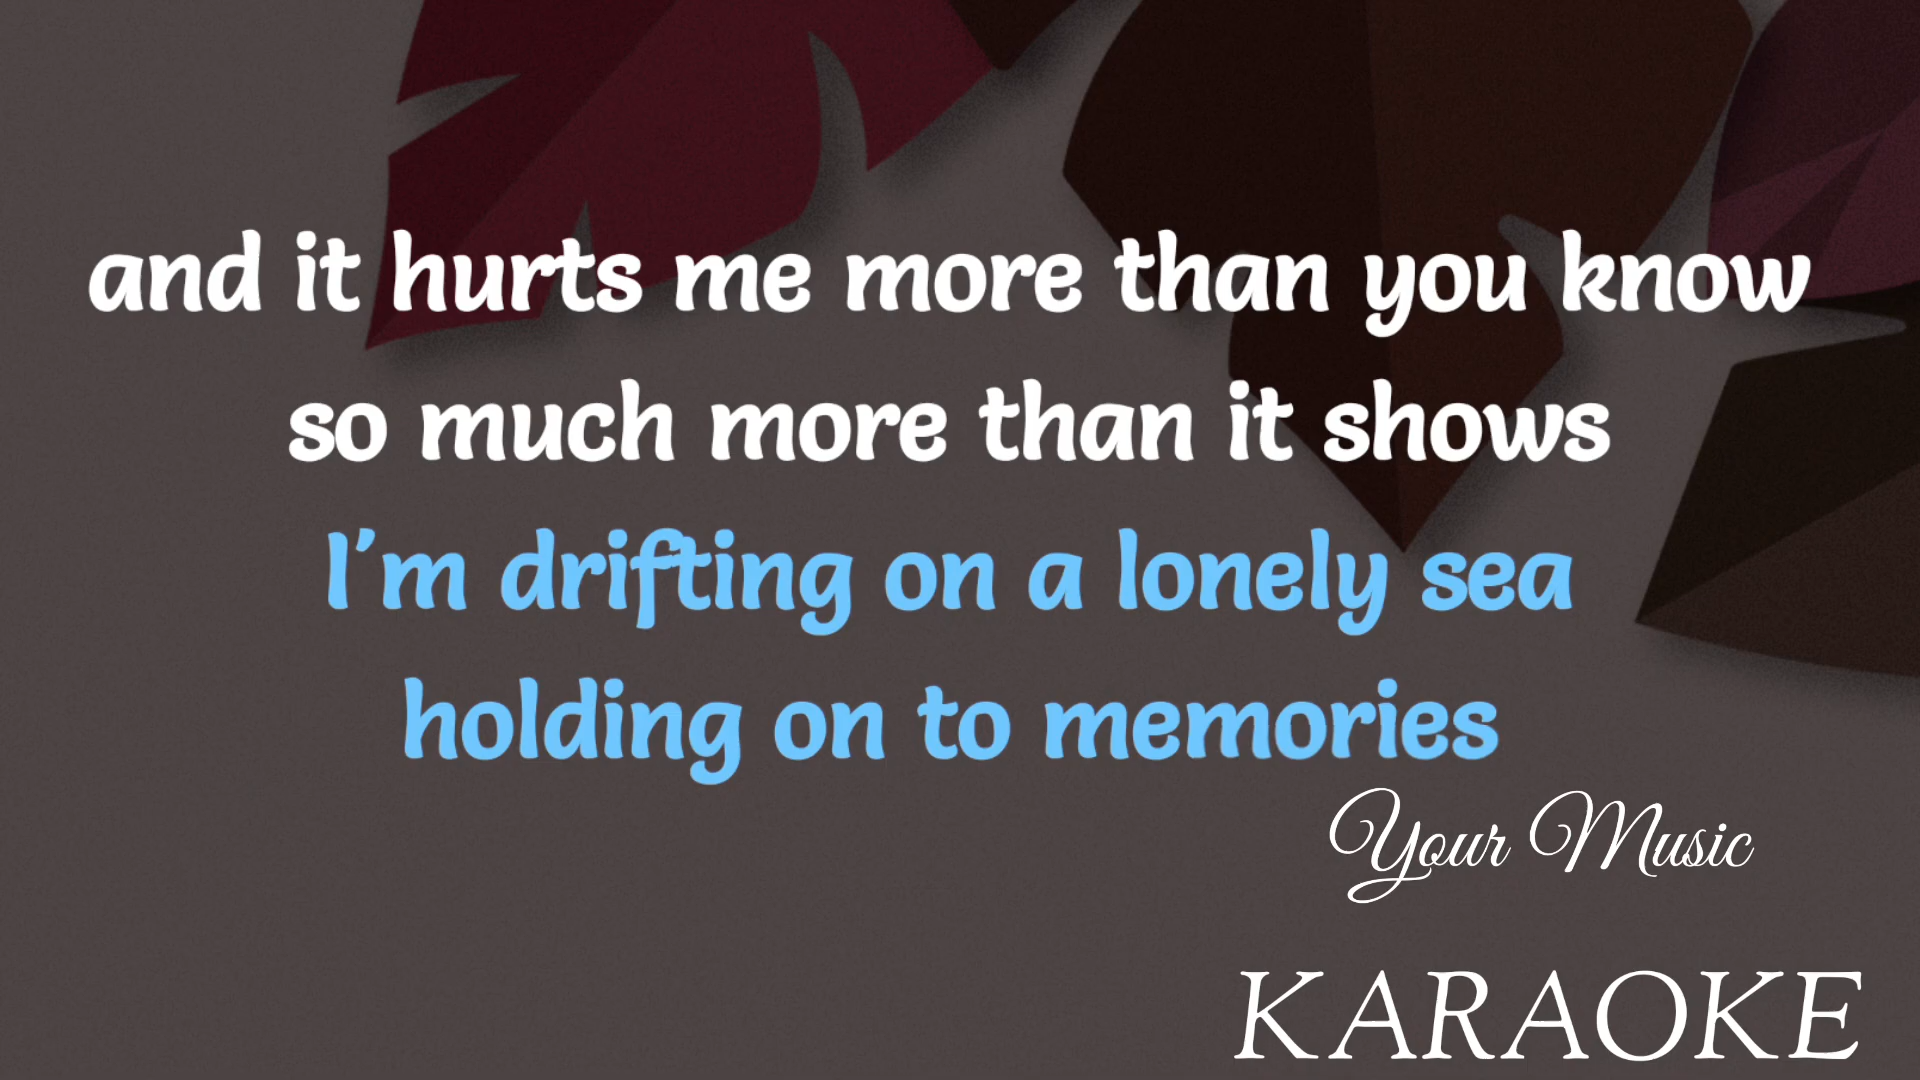 and it hurts me more than you know
so much more than it shows
I'm drifting on a lonely sea
holding on to memories
Your Music
KARAOKE